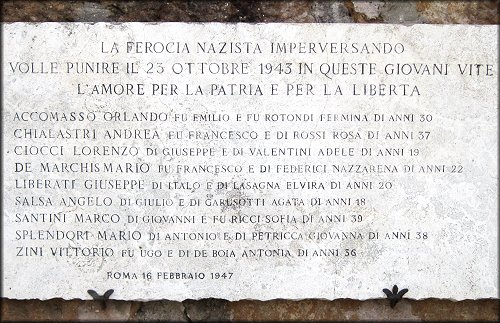 LA FEROCIA NAZISTA IMPERVERSANDO
VOLLE PUNIRE IL 23 OTTOBRE 1943 IN QUESTE GIOVANI VITE
L'AMORE PER LA PATRIA E PER LA LIBERTA
ACCOMASSO ORLANDO FU EMILIO E FU ROTONDI FERMINA DI ANNI 30
CHIALASTRI ANDREA FU FRANCESCO E DI ROSSI ROSA DI ANNI 37
CIOCCI LORENZO DI GIUSEPPE E DI VALENTINI ADELE DI ANNI 19
DE MARCHIS MARIO FU FRANCESCO E DI FEDERICI NAZZARENA DI ANNI 22
LIBERATI GIUSEPPE DI ITALO E DI LASAGNA ELVIRA DI ANNI 20
SALSA ANGELO DI GIULIO E DI GARUSOTTI AGATA DI ANNI 18
SANTINI MARCO DI GIOVANNI E FU RICCI SOFIA DI ANNI 39
SPLENDORI MARIO DI ANTONIO E DI PETRICCA GIOVANNA DI ANNI 38
ZINI VITTORIO FU UGO E DI DE BOIA ANTONIA DI ANNI 36
ROMA 16 FEBBRAIO 1947